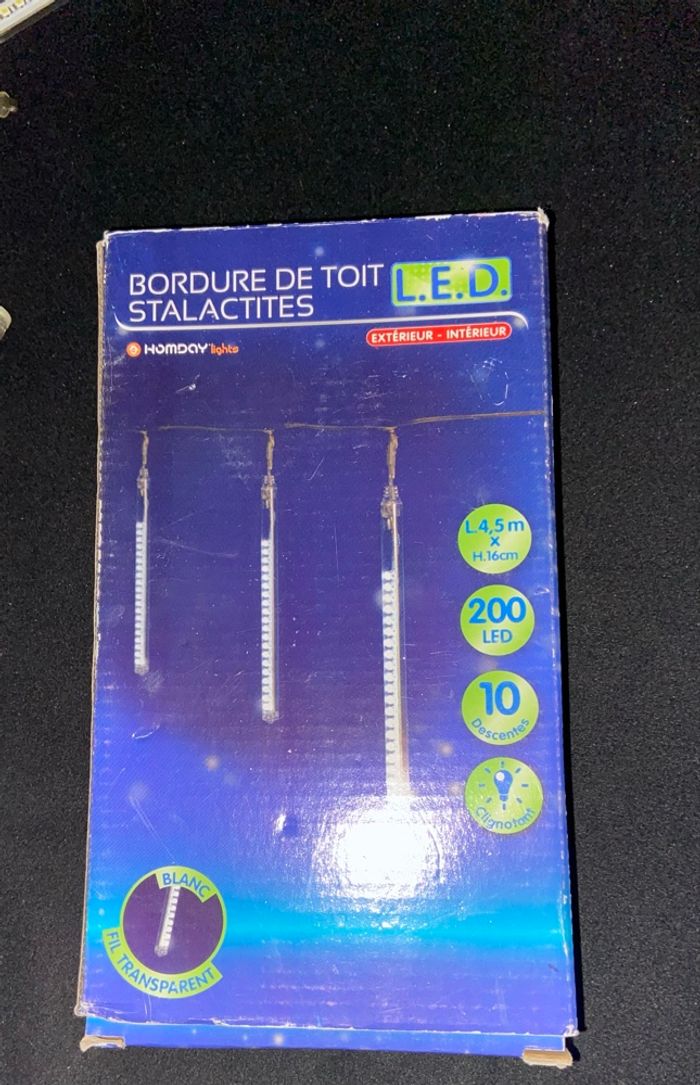 BORDURE DE TOIT L.E.D.
STALACTITES
EXTÉRIEUR - INTÉRIEUR
HOMDAY lights
L.4,5 m
x
H.16cm
200
LED
10
Descentes
Clignotant
BLANC
FIL TRANSPARENT